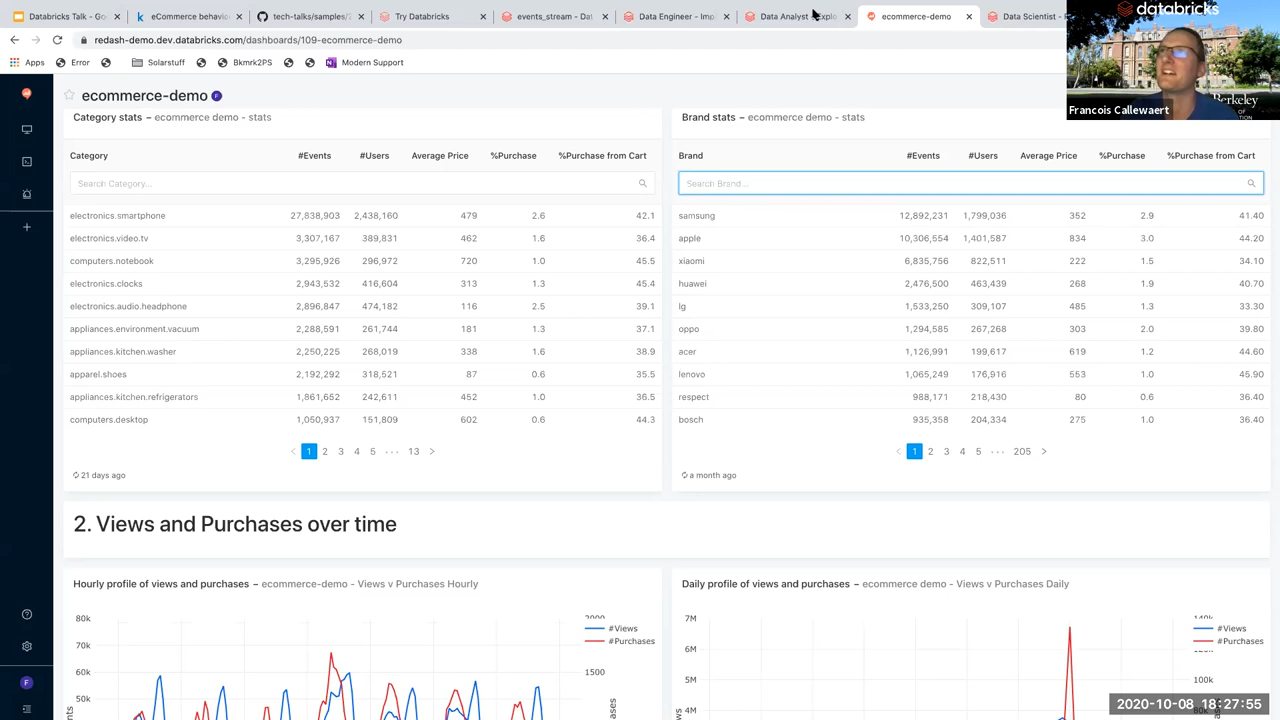 Databricks Talk - Go
eCommerce behavio
tech-talks/samples/
Try Databricks
events_stream - Dat
Data Engineer - Imp
Data Analyst
ecommerce-demo
Data Scientist -
redash-demo.dev.databricks.com/dashboards/109-ecommerce-demo
Apps
Error
Solarstuff
Bkmrk2PS
Modern Support
databricks
Berkeley
Francois Callewaert
ecommerce-demo F
Category stats – ecommerce demo - stats
Category #Events #Users Average Price %Purchase %Purchase from Cart
Search Category...
electronics.smartphone 27,838,903 2,438,160 479 2.6 42.1
electronics.video.tv 3,307,167 389,831 462 1.6 36.4
computers.notebook 3,295,926 296,972 720 1.0 45.5
electronics.clocks 2,943,532 416,604 313 1.3 45.4
electronics.audio.headphone 2,896,847 474,182 116 2.5 39.1
appliances.environment.vacuum 2,288,591 261,744 181 1.3 37.1
appliances.kitchen.washer 2,250,225 268,019 338 1.6 38.9
apparel.shoes 2,192,292 318,521 87 0.6 35.5
appliances.kitchen.refrigerators 1,861,652 242,611 452 1.0 36.5
computers.desktop 1,050,937 151,809 602 0.6 44.3
1 2 3 4 5 ··· 13
21 days ago
Brand stats – ecommerce demo - stats
Brand #Events #Users Average Price %Purchase %Purchase from Cart
Search Brand...
samsung 12,892,231 1,799,036 352 2.9 41.40
apple 10,306,554 1,401,587 834 3.0 44.20
xiaomi 6,835,756 822,511 222 1.5 34.10
huawei 2,476,500 463,439 268 1.9 40.70
lg 1,533,250 309,107 485 1.3 33.30
oppo 1,294,585 267,268 303 2.0 39.80
acer 1,126,991 199,617 619 1.2 44.60
lenovo 1,065,249 176,916 553 1.0 45.90
respect 988,171 218,430 80 0.6 36.40
bosch 935,358 204,334 275 1.0 36.40
1 2 3 4 5 ··· 205
a month ago
2. Views and Purchases over time
Hourly profile of views and purchases – ecommerce-demo - Views v Purchases Hourly
80k
70k
60k
50k
2000
1500
#Views
#Purchases
Daily profile of views and purchases – ecommerce demo - Views v Purchases Daily
7M
6M
5M
4M
140k
100k
#Views
#Purchases
F
2020-10-08 18:27:55